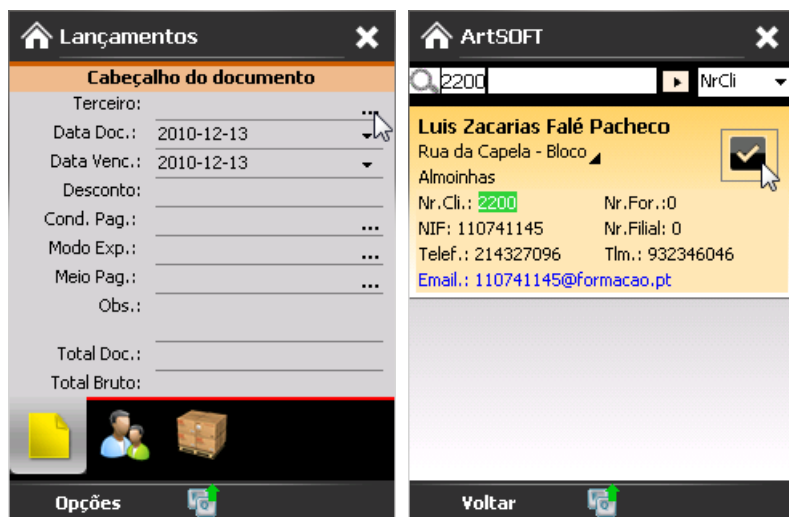 Lançamentos
Cabeçalho do documento
Terceiro: ...
Data Doc.: 2010-12-13
Data Venc.: 2010-12-13
Desconto:
Cond. Pag.: ...
Modo Exp.: ...
Meio Pag.: ...
Obs.:
Total Doc.:
Total Bruto:
Opções
ArtSOFT
2200 NrCli
Luis Zacarias Falé Pacheco
Rua da Capela - Bloco
Almoinhas
Nr.Cli.: 2200 Nr.For.:0
NIF: 110741145 Nr.Filial: 0
Telef.: 214327096 Tlm.: 932346046
Email.: 110741145@formacao.pt
Voltar